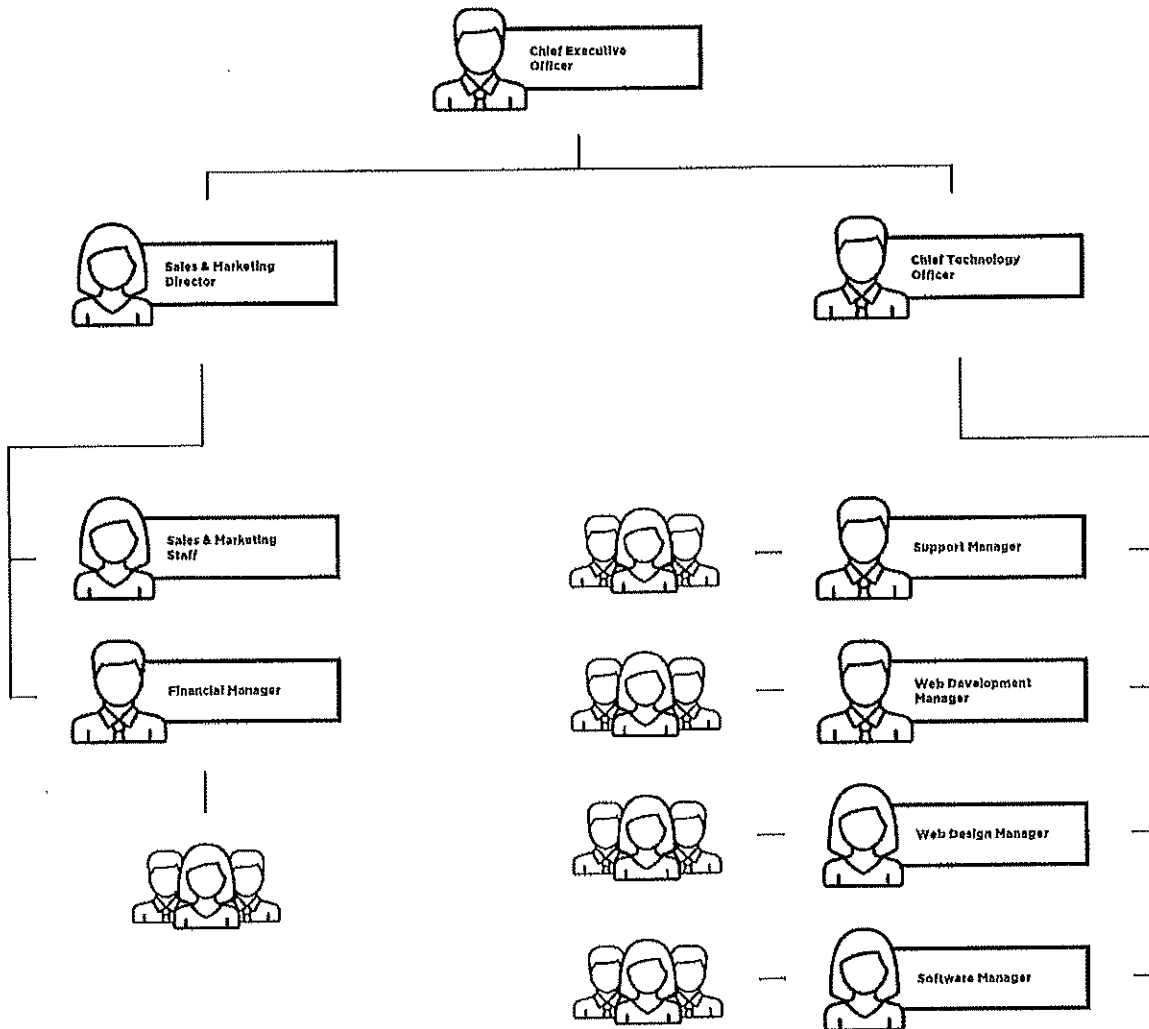 Chief Executive
Officer
Sales & Marketing
Director
Chief Technology
Officer
Sales & Marketing
Staff
Support Manager
Financial Manager
Web Development
Manager
Web Design Manager
Software Manager